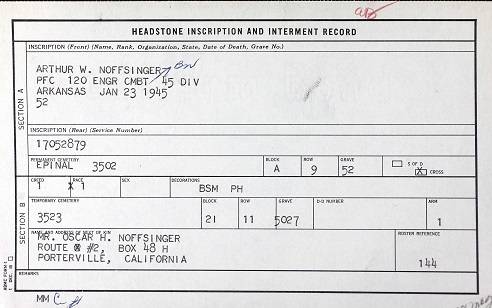 HEADSTONE INSCRIPTION AND INTERMENT RECORD
INSCRIPTION (Front) (Name, Rank, Organization, State, Date of Death, Grave No.)
ARTHUR W. NOFFSINGER BN
PFC 120 ENGR CMBT 45 DIV
ARKANSAS JAN 23 1945
52
SECTION A
INSCRIPTION (Rear) (Service Number)
17052879
PERMANENT CEMETERY BLOCK ROW GRAVE
EPINAL 3502 A 9 52
S OF D
X CROSS
CREED RACE SEX DECORATIONS
1 X 1 BSM PH
SECTION B
TEMPORARY CEMETERY BLOCK ROW GRAVE D-D NUMBER ARM
3523 21 11 5027 1
NAME AND ADDRESS OF NEXT OF KIN ROSTER REFERENCE
MR. OSCAR H. NOFFSINGER
ROUTE #2, BOX 48 H
PORTERVILLE, CALIFORNIA 144
REMARKS
MM